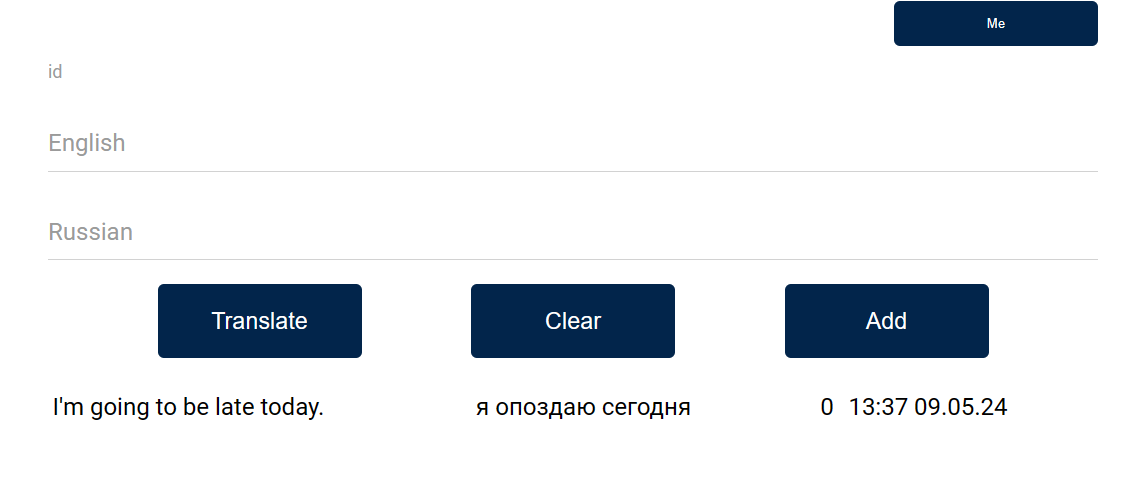 Me
id
English
Russian
Translate Clear Add
I'm going to be late today. я опоздаю сегодня 0 13:37 09.05.24